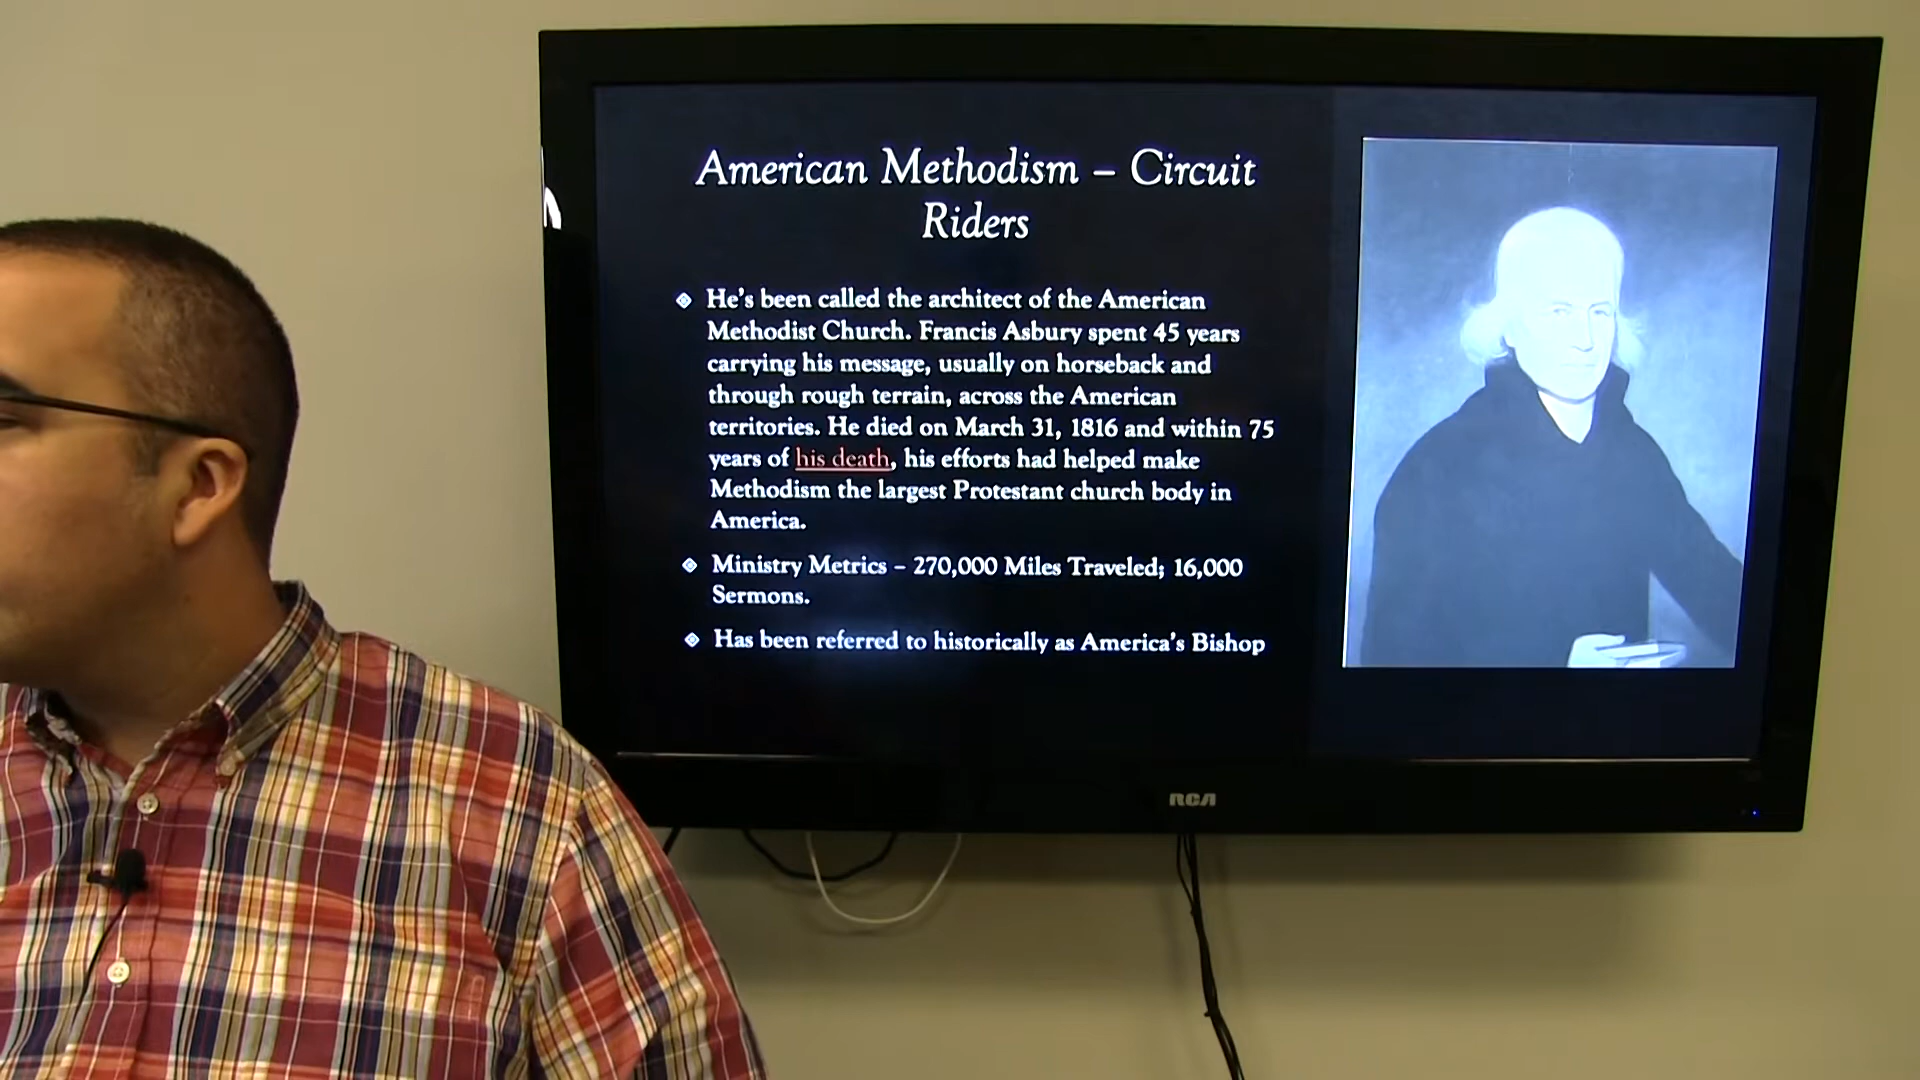 American Methodism – Circuit
Riders
He's been called the architect of the American
Methodist Church. Francis Asbury spent 45 years
carrying his message, usually on horseback and
through rough terrain, across the American
territories. He died on March 31, 1816 and within 75
years of his death, his efforts had helped make
Methodism the largest Protestant church body in
America.
Ministry Metrics – 270,000 Miles Traveled; 16,000
Sermons.
Has been referred to historically as America's Bishop
RCA